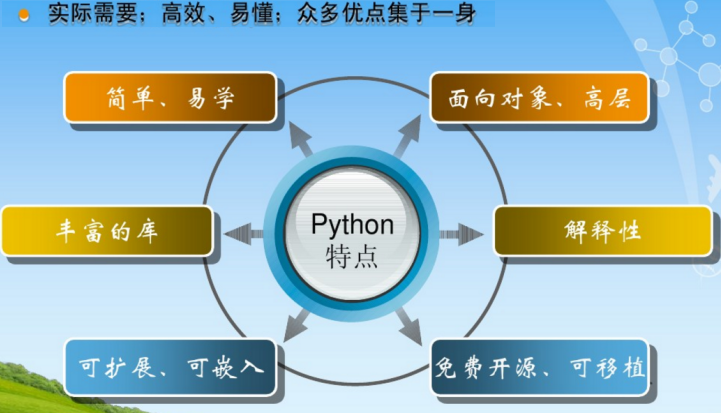 实际需要；高效、易懂；众多优点集于一身
简单、易学
面向对象、高层
丰富的库
Python
特点
解释性
可扩展、可嵌入
免费开源、可移植